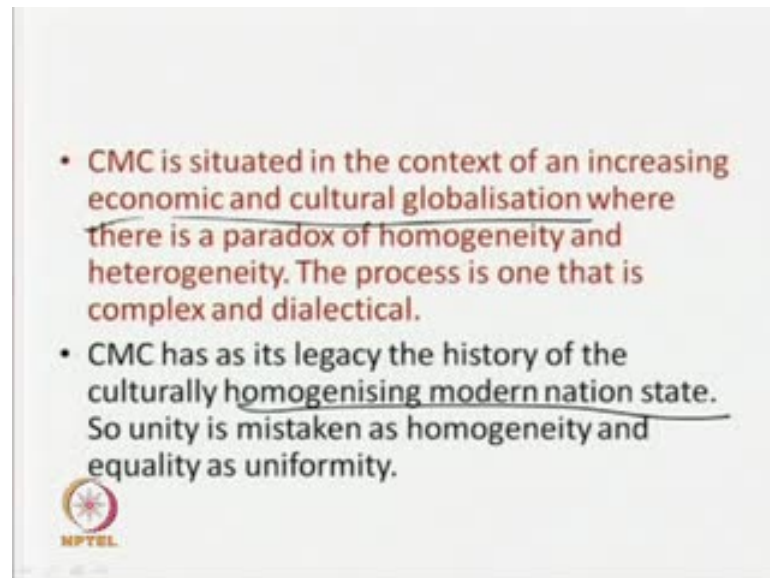 • CMC is situated in the context of an increasing
economic and cultural globalisation where
there is a paradox of homogeneity and
heterogeneity. The process is one that is
complex and dialectical.
• CMC has as its legacy the history of the
culturally homogenising modern nation state.
So unity is mistaken as homogeneity and
equality as uniformity.
NPTEL